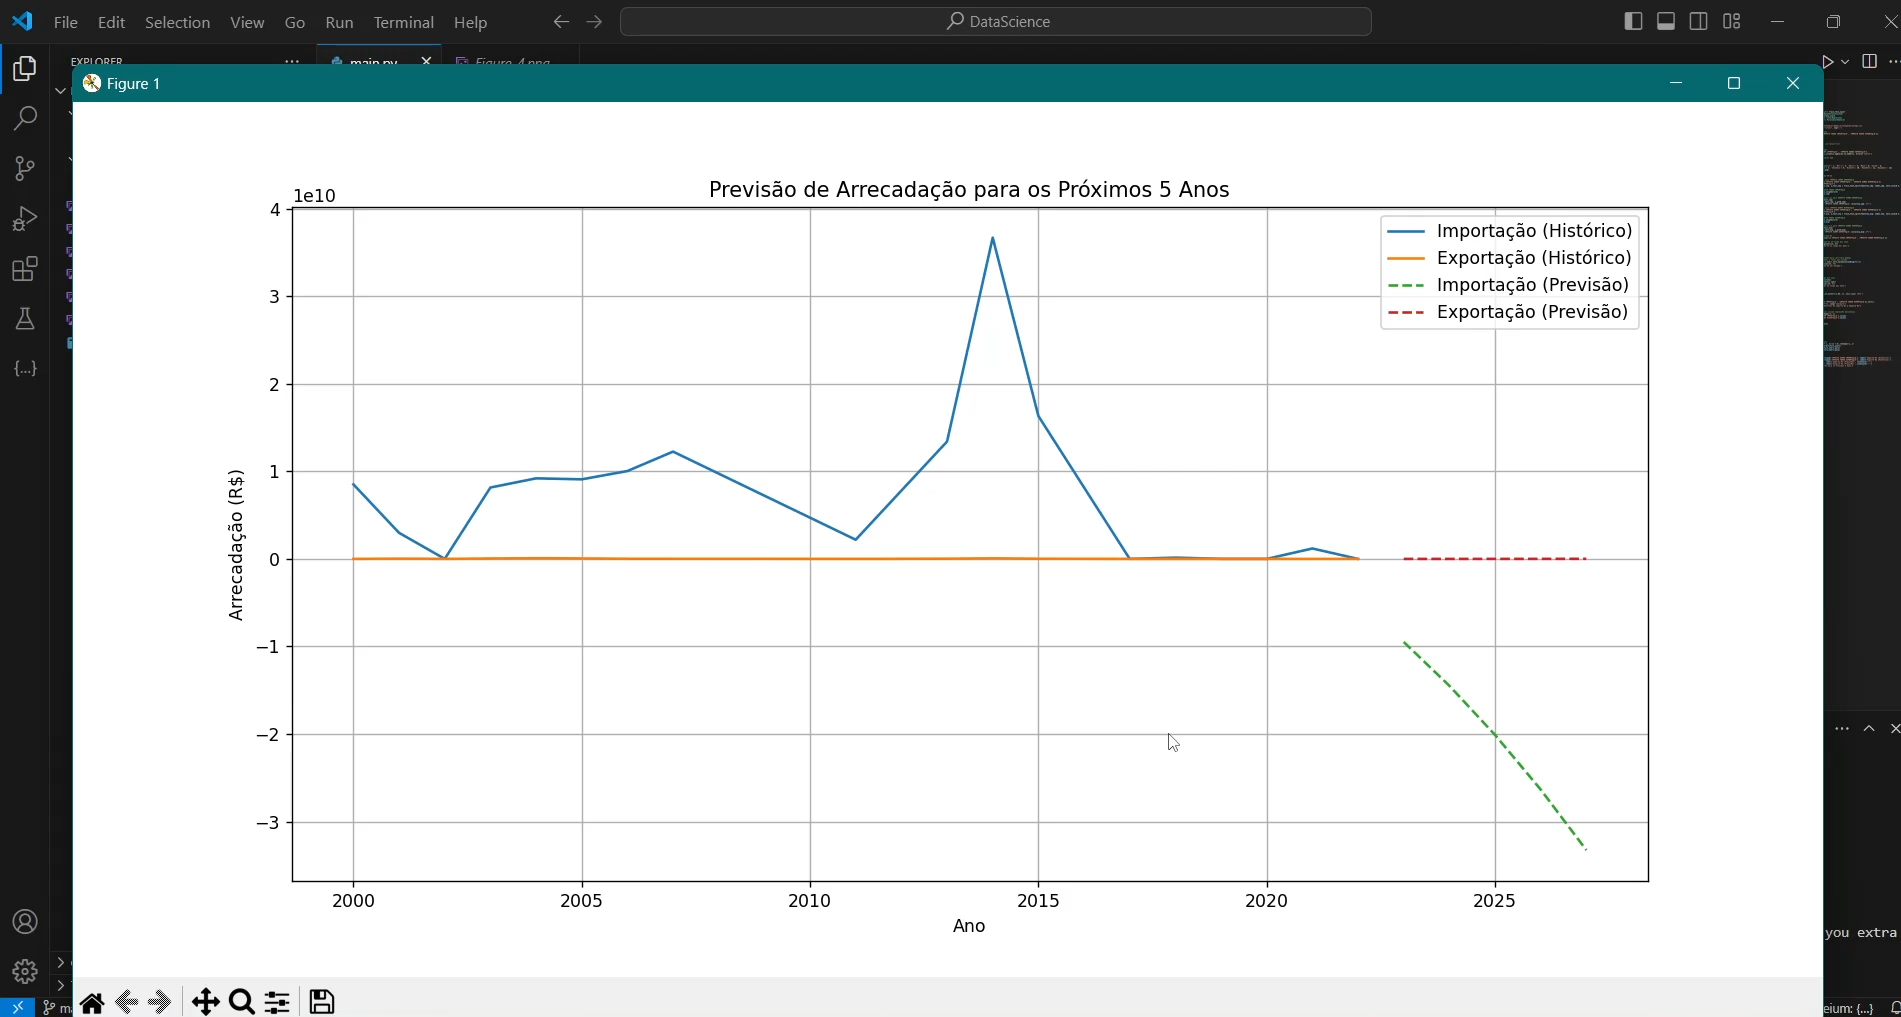 File Edit Selection View Go Run Terminal Help
DataScience
EXPLORER
main.py
Figure_4.png
Figure 1
Previsão de Arrecadação para os Próximos 5 Anos
1e10
Importação (Histórico)
Exportação (Histórico)
Importação (Previsão)
Exportação (Previsão)
4
3
2
1
0
−1
−2
−3
Arrecadação (R$)
2000 2005 2010 2015 2020 2025
Ano
you extra
eium: {...}